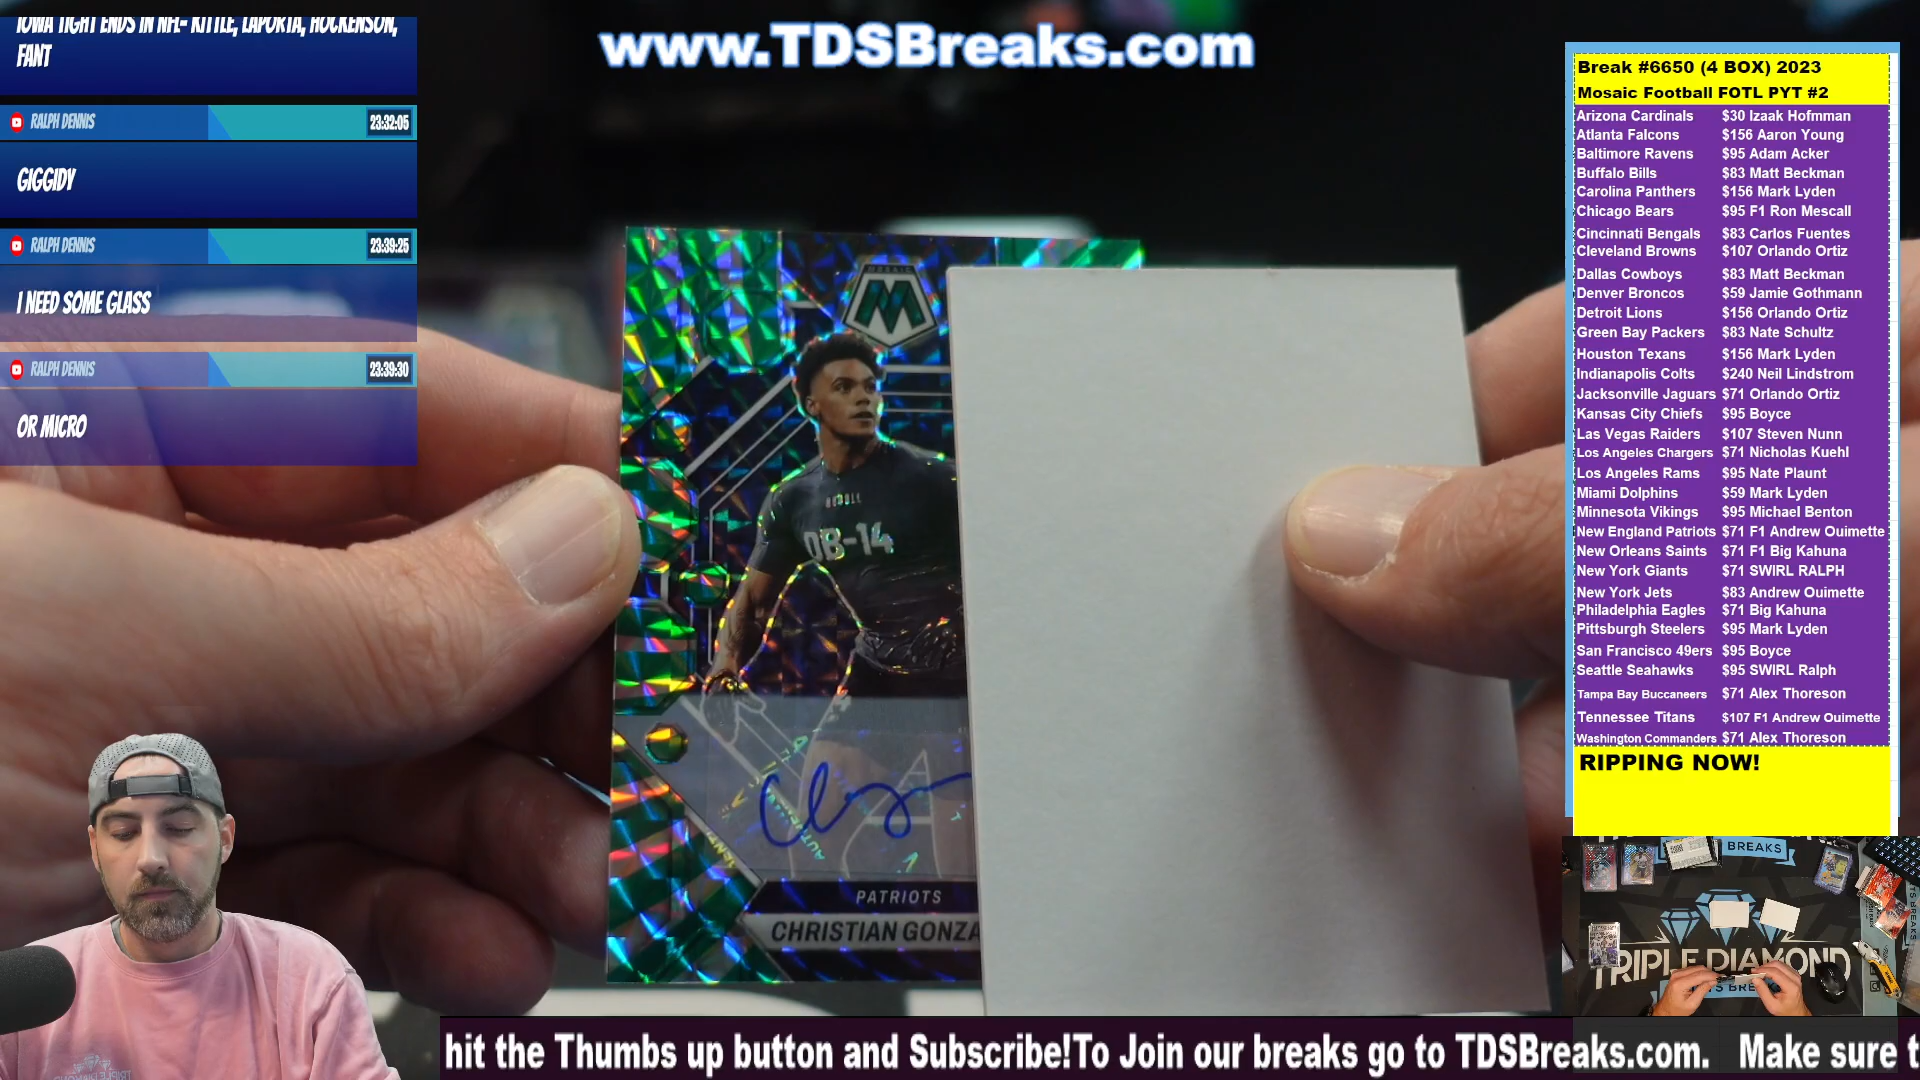 IOWA TIGHT ENDS IN NFL- KITTLE, LAPORTA, HOCKENSON,
FANT
RALPH DENNIS 23:32:05
GIGGIDY
RALPH DENNIS 23:39:25
I NEED SOME GLASS
RALPH DENNIS 23:39:30
OR MICRO
www.TDSBreaks.com
MOSAIC
M
NOBULL
DB-14
PATRIOTS
CHRISTIAN GONZA
Break #6650 (4 BOX) 2023
Mosaic Football FOTL PYT #2
Arizona Cardinals $30 Izaak Hofmman
Atlanta Falcons $156 Aaron Young
Baltimore Ravens $95 Adam Acker
Buffalo Bills $83 Matt Beckman
Carolina Panthers $156 Mark Lyden
Chicago Bears $95 F1 Ron Mescall
Cincinnati Bengals $83 Carlos Fuentes
Cleveland Browns $107 Orlando Ortiz
Dallas Cowboys $83 Matt Beckman
Denver Broncos $59 Jamie Gothmann
Detroit Lions $156 Orlando Ortiz
Green Bay Packers $83 Nate Schultz
Houston Texans $156 Mark Lyden
Indianapolis Colts $240 Neil Lindstrom
Jacksonville Jaguars $71 Orlando Ortiz
Kansas City Chiefs $95 Boyce
Las Vegas Raiders $107 Steven Nunn
Los Angeles Chargers $71 Nicholas Kuehl
Los Angeles Rams $95 Nate Plaunt
Miami Dolphins $59 Mark Lyden
Minnesota Vikings $95 Michael Benton
New England Patriots $71 F1 Andrew Ouimette
New Orleans Saints $71 F1 Big Kahuna
New York Giants $71 SWIRL RALPH
New York Jets $83 Andrew Ouimette
Philadelphia Eagles $71 Big Kahuna
Pittsburgh Steelers $95 Mark Lyden
San Francisco 49ers $95 Boyce
Seattle Seahawks $95 SWIRL Ralph
Tampa Bay Buccaneers $71 Alex Thoreson
Tennessee Titans $107 F1 Andrew Ouimette
Washington Commanders $71 Alex Thoreson
RIPPING NOW!
BREAKS
TRIPLE DIAMOND
hit the Thumbs up button and Subscribe!To Join our breaks go to TDSBreaks.com. Make sure t